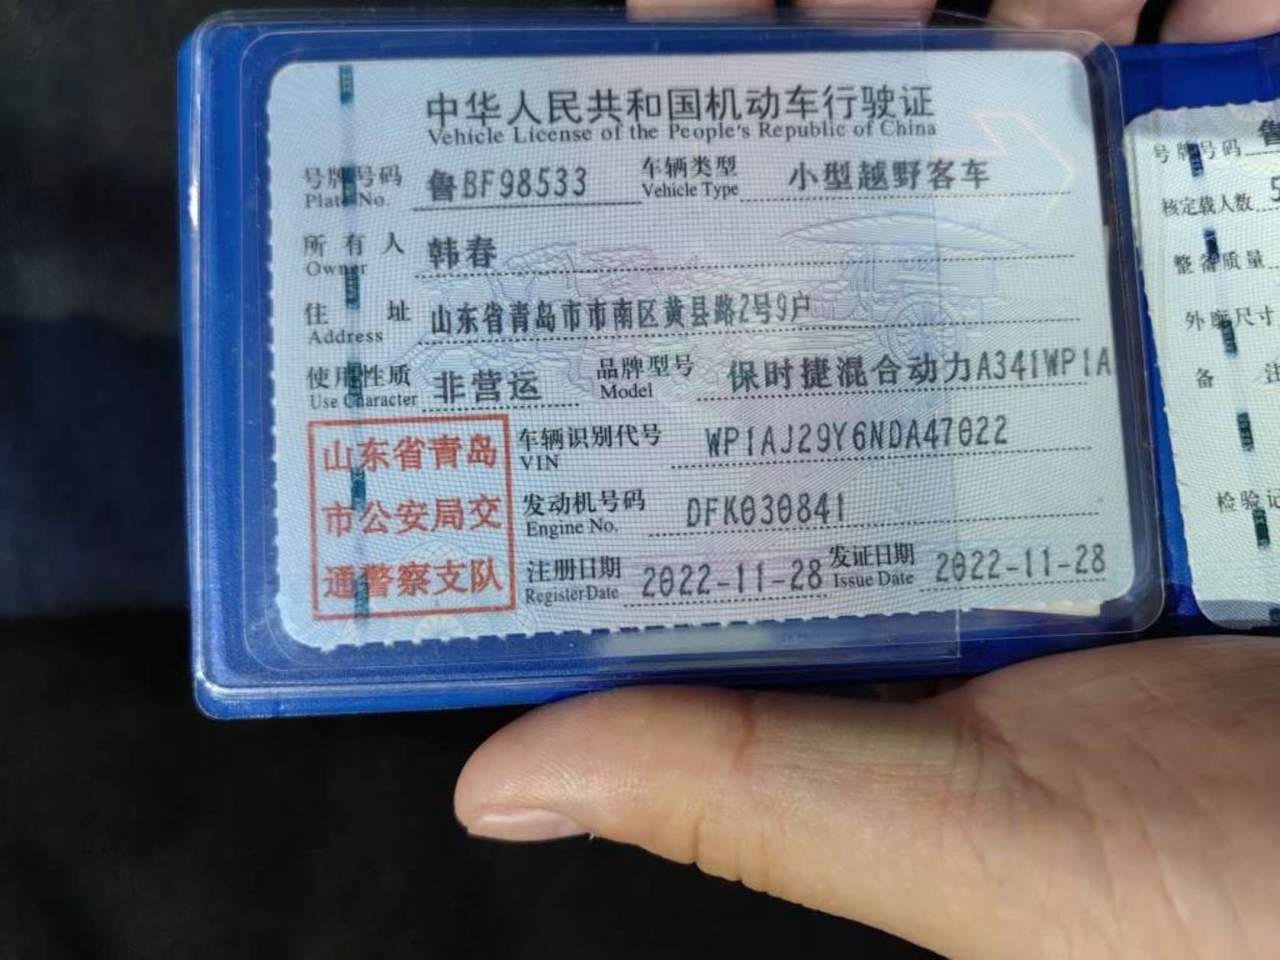 中华人民共和国机动车行驶证
Vehicle License of the People's Republic of China
号牌号码 鲁BF98533 车辆类型 小型越野客车
Plate No. Vehicle Type
所有人 韩春
Owner
住址 山东省青岛市市南区黄县路2号9户
Address
使用性质 非营运 品牌型号 保时捷混合动力A341WP1A
Use Character Model
山东省青岛
市公安局交
通警察支队
车辆识别代号 WP1AJ29Y6NDA47022
VIN
发动机号码 DFK030841
Engine No.
注册日期 2022-11-28 发证日期 2022-11-28
Register Date Issue Date
号牌号码 鲁
核定载人数 5
整备质量
外廓尺寸
备
检验记